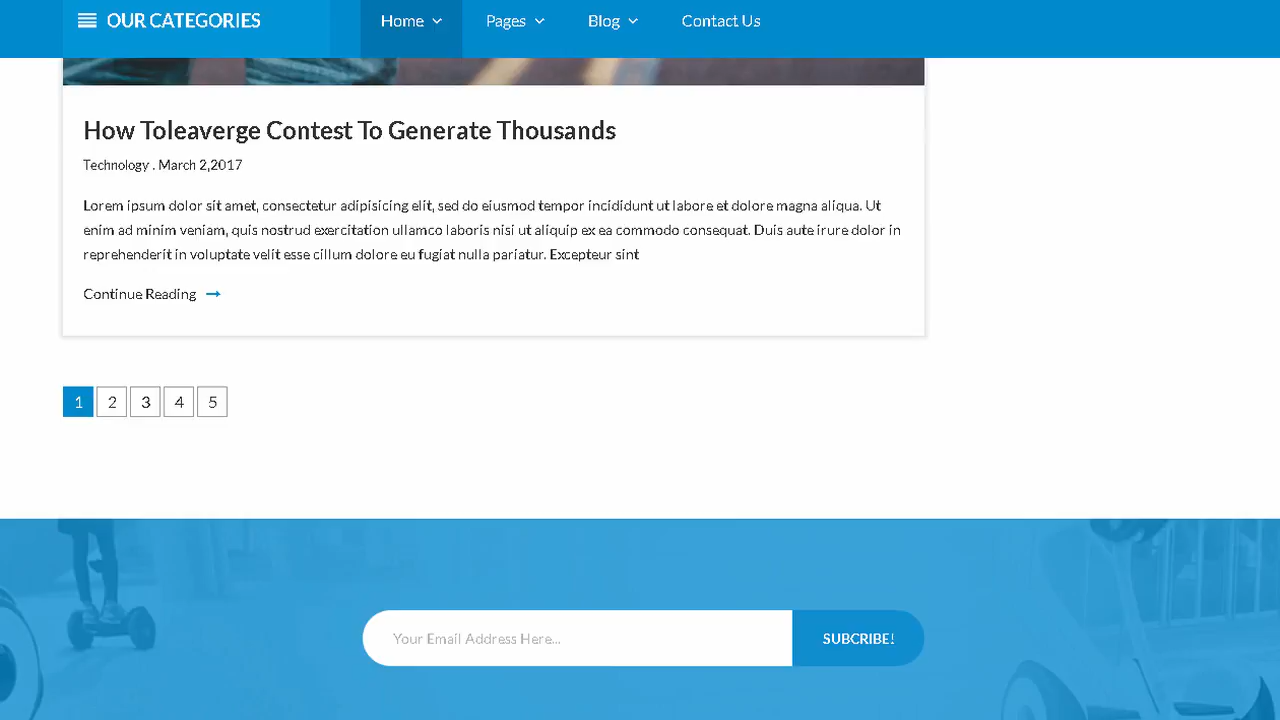 OUR CATEGORIES
Home
Pages
Blog
Contact Us
How Toleaverge Contest To Generate Thousands
Technology . March 2,2017
Lorem ipsum dolor sit amet, consectetur adipisicing elit, sed do eiusmod tempor incididunt ut labore et dolore magna aliqua. Ut
enim ad minim veniam, quis nostrud exercitation ullamco laboris nisi ut aliquip ex ea commodo consequat. Duis aute irure dolor in
reprehenderit in voluptate velit esse cillum dolore eu fugiat nulla pariatur. Excepteur sint
Continue Reading
1 2 3 4 5
Your Email Address Here...
SUBCRIBE!